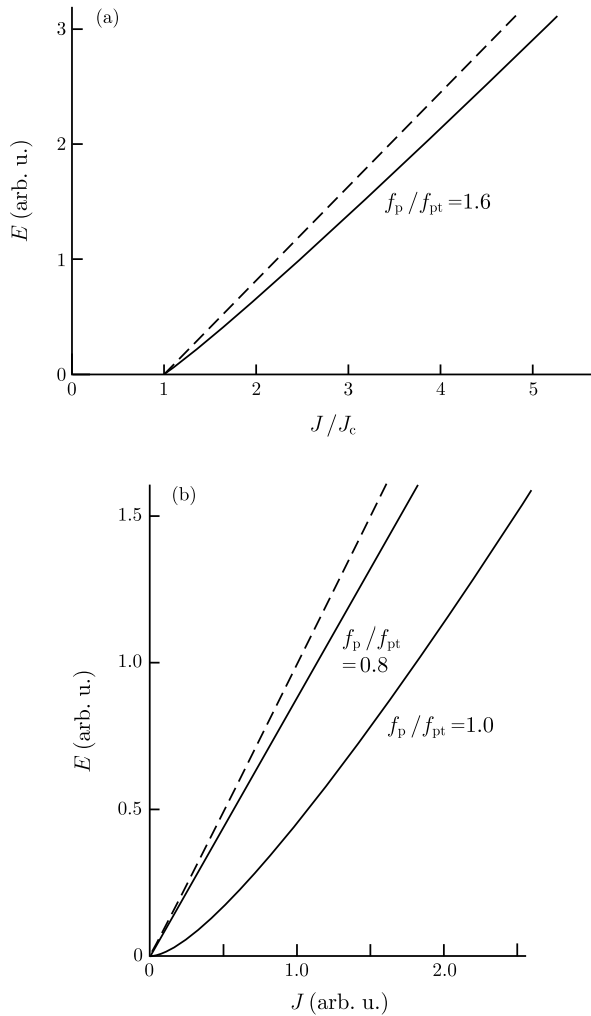 (a)
3
2
1
0
E (arb. u.)
f_p / f_pt = 1.6
0 1 2 3 4 5
J / J_c
(b)
1.5
1.0
0.5
0
E (arb. u.)
f_p / f_pt
= 0.8
f_p / f_pt = 1.0
0 1.0 2.0
J (arb. u.)